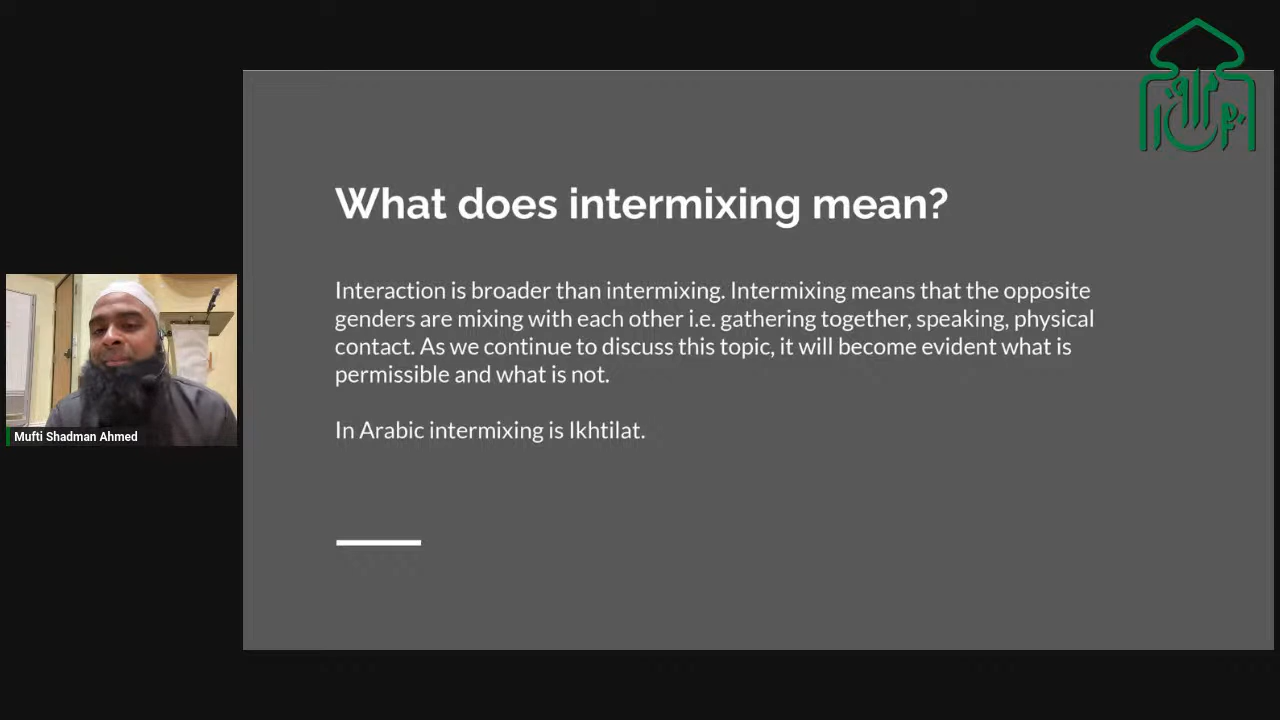 What does intermixing mean?
Interaction is broader than intermixing. Intermixing means that the opposite
genders are mixing with each other i.e. gathering together, speaking, physical
contact. As we continue to discuss this topic, it will become evident what is
permissible and what is not.
In Arabic intermixing is Ikhtilat.
Mufti Shadman Ahmed